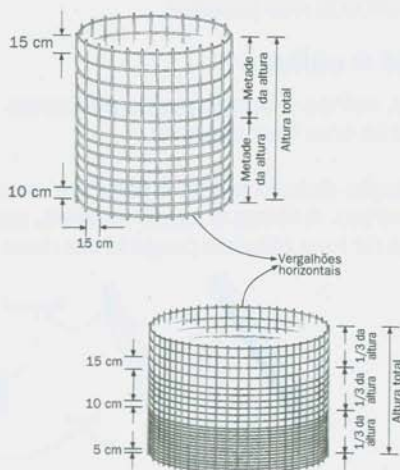 15 cm
Metade
da altura
Metade
da altura
Altura total
10 cm
15 cm
Vergalhões
horizontais
15 cm
10 cm
5 cm
1/3 da
altura
1/3 da
altura
1/3 da
altura
Altura total